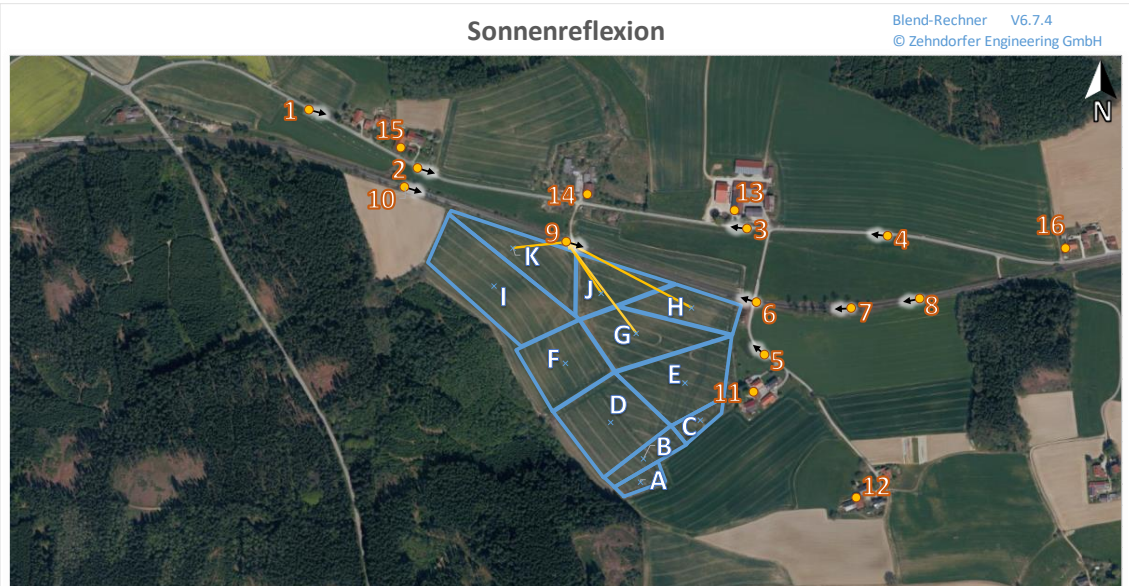 Sonnenreflexion
Blend-Rechner V6.7.4
© Zehndorfer Engineering GmbH
N
1
15
2
10
14
13
3
4
16
9
K
J
I
H
6
7
8
G
F
5
E
11
D
C
B
A
12